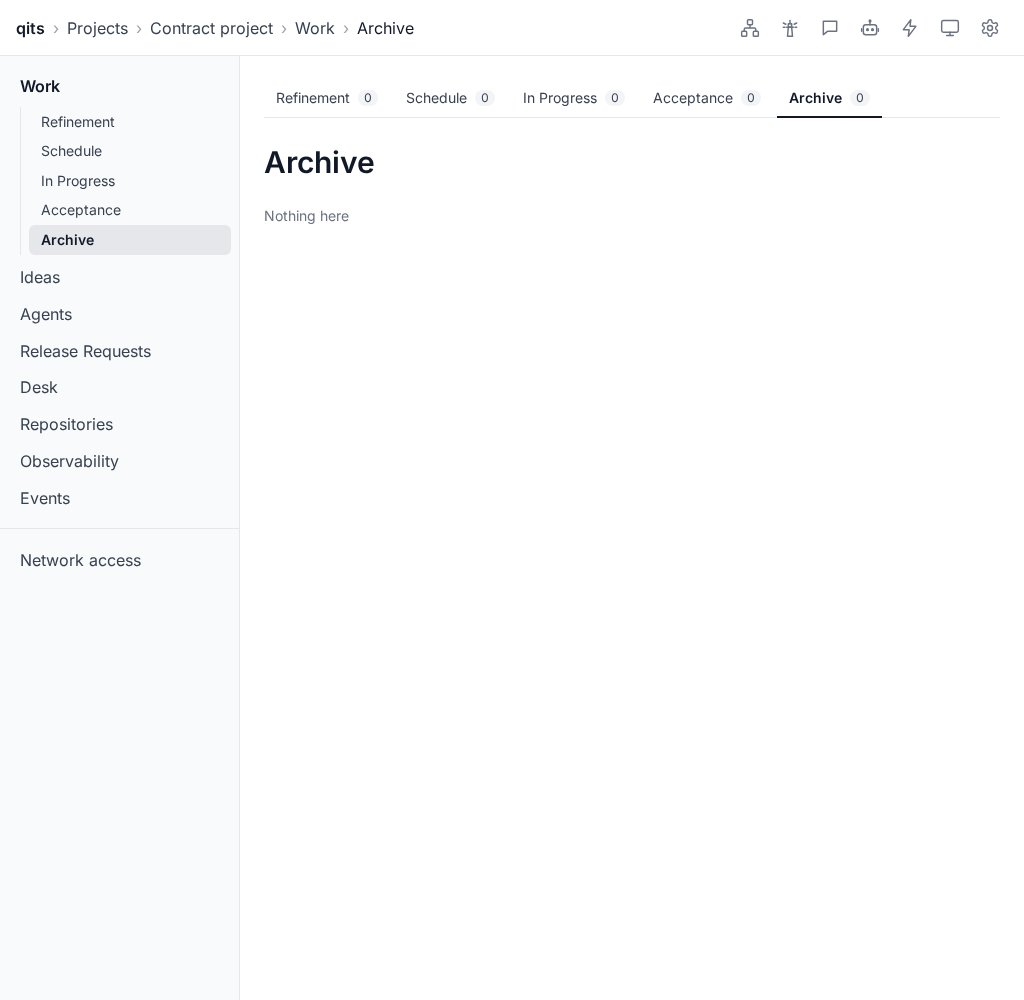 qits › Projects › Contract project › Work › Archive
Work
Refinement
Schedule
In Progress
Acceptance
Archive
Ideas
Agents
Release Requests
Desk
Repositories
Observability
Events
Network access
Refinement 0 Schedule 0 In Progress 0 Acceptance 0 Archive 0
Archive
Nothing here